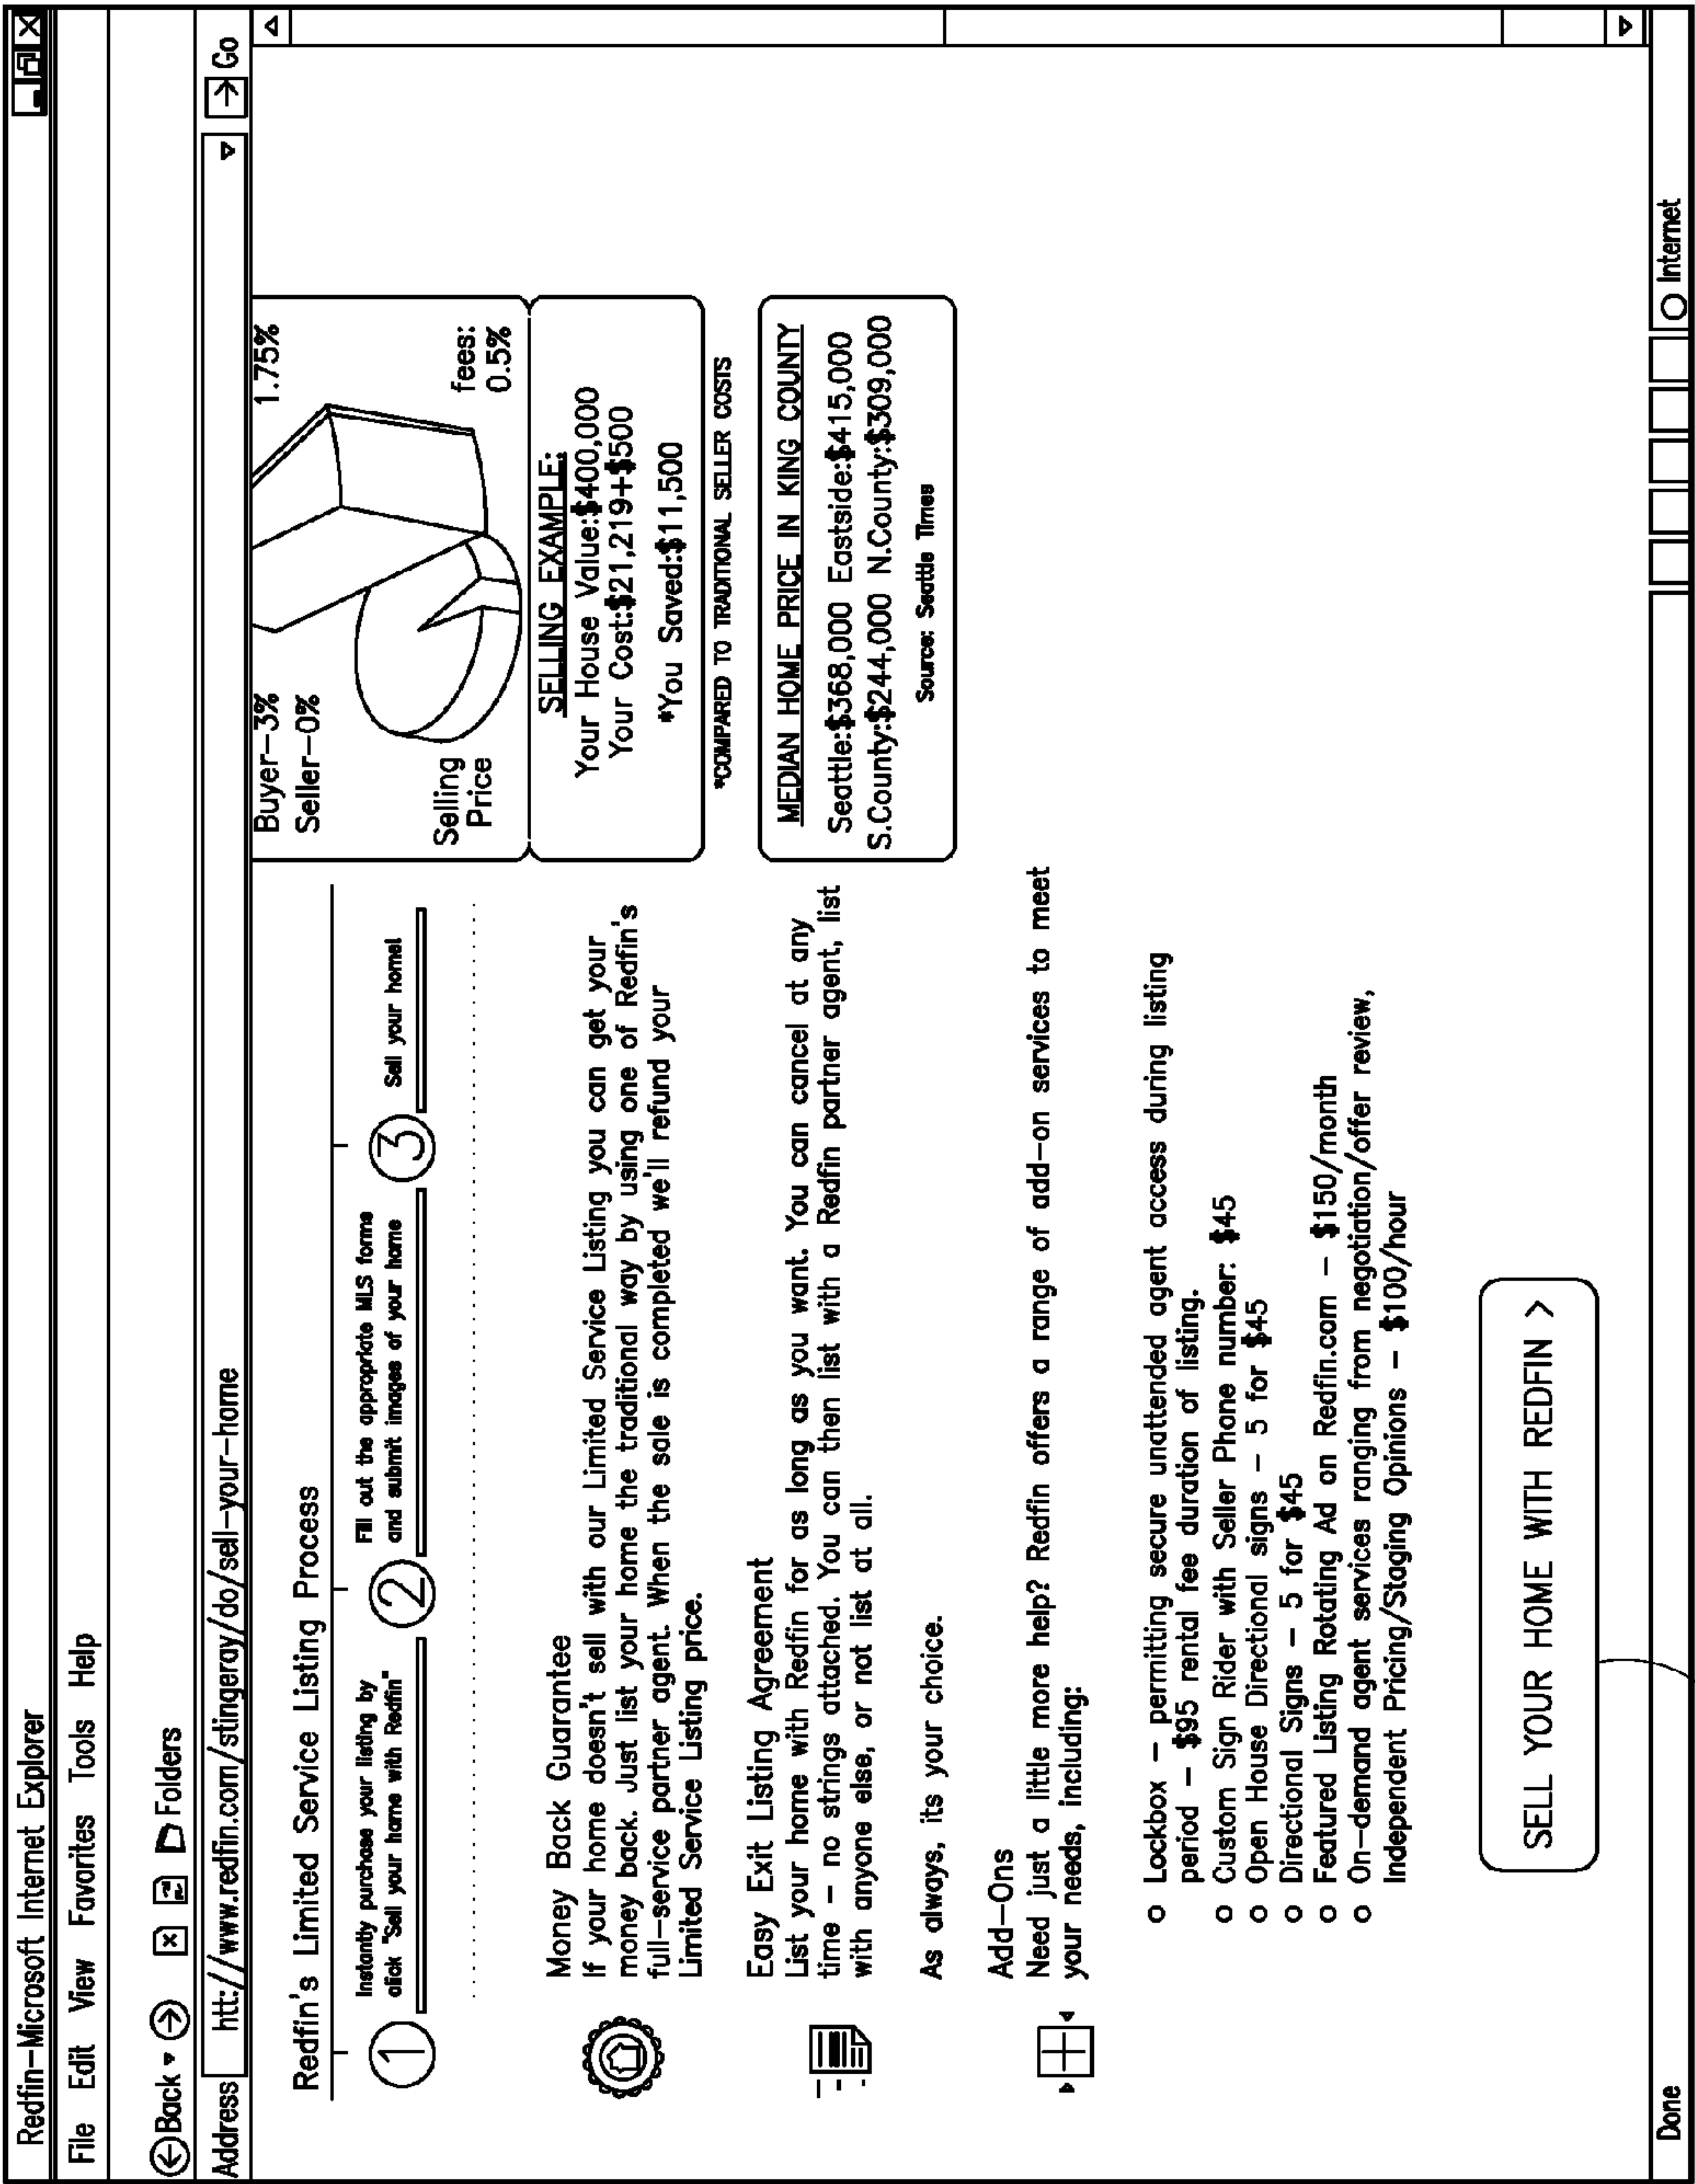 Redfin-Microsoft Internet Explorer
File Edit View Favorites Tools Help
Back Folders
Address htt://www.redfin.com/stingeray/do/sell-your-home Go
Redfin's Limited Service Listing Process
1 Instantly purchase your listing by
click "Sell your home with Redfin"
2 Fill out the appropriate MLS forms
and submit images of your home
3 Sell your home!
Money Back Guarantee
If your home doesn't sell with our Limited Service Listing you can get your
money back. Just list your home the traditional way by using one of Redfin's
full-service partner agent. When the sale is completed we'll refund your
Limited Service Listing price.
Easy Exit Listing Agreement
List your home with Redfin for as long as you want. You can cancel at any
time - no strings attached. You can then list with a Redfin partner agent, list
with anyone else, or not list at all.
As always, its your choice.
Add-Ons
Need just a little more help? Redfin offers a range of add-on services to meet
your needs, including:
o Lockbox - permitting secure unattended agent access during listing
period - $95 rental fee duration of listing.
o Custom Sign Rider with Seller Phone number: $45
o Open House Directional signs - 5 for $45
o Directional Signs - 5 for $45
o Featured Listing Rotating Ad on Redfin.com - $150/month
o On-demand agent services ranging from negotiation/offer review,
Independent Pricing/Staging Opinions - $100/hour
SELL YOUR HOME WITH REDFIN >
Buyer-3% 1.75%
Seller-0%
Selling
Price
fees:
0.5%
SELLING EXAMPLE:
Your House Value:$400,000
Your Cost:$21,219+$500
*You Saved:$11,500
*COMPARED TO TRADITIONAL SELLER COSTS
MEDIAN HOME PRICE IN KING COUNTY
Seattle:$368,000 Eastside:$415,000
S.County:$244,000 N.County:$309,000
Source: Seattle Times
Done Internet